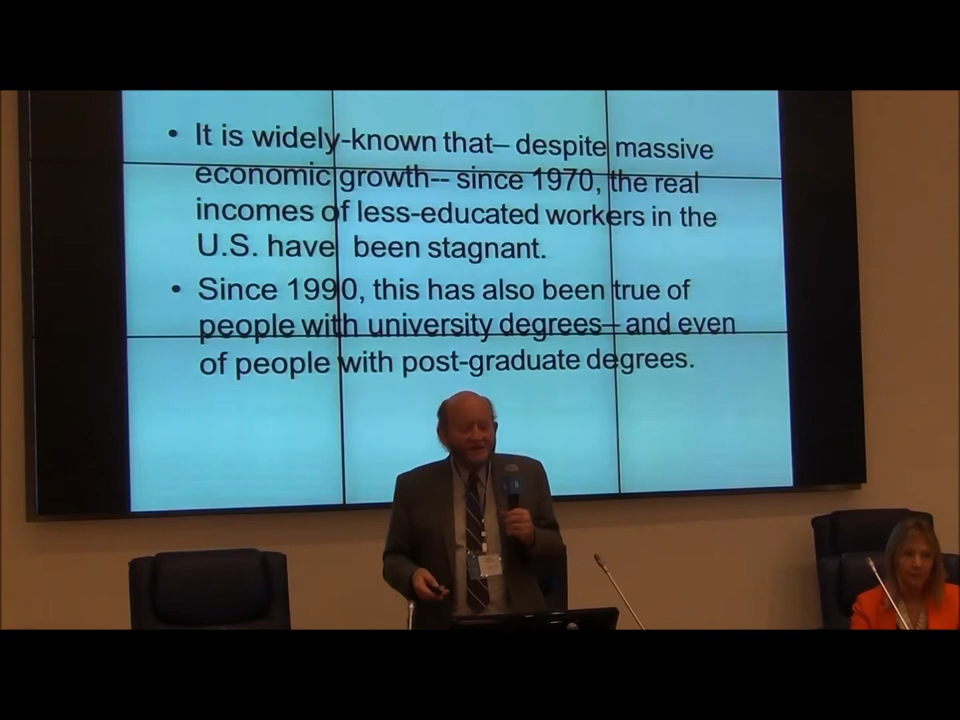 • It is widely-known that– despite massive
economic growth-- since 1970, the real
incomes of less-educated workers in the
U.S. have been stagnant.
• Since 1990, this has also been true of
people with university degrees– and even
of people with post-graduate degrees.